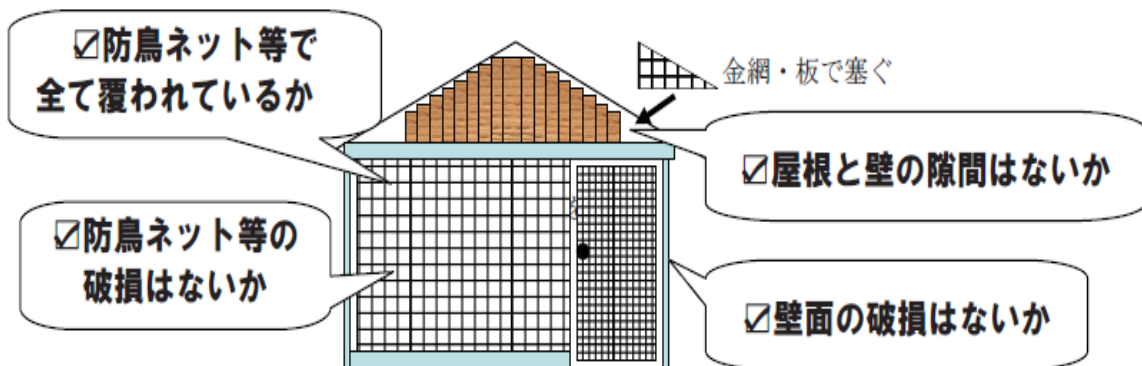 ☑防鳥ネット等で
全て覆われているか
金網・板で塞ぐ
☑屋根と壁の隙間はないか
☑防鳥ネット等の
破損はないか
☑壁面の破損はないか